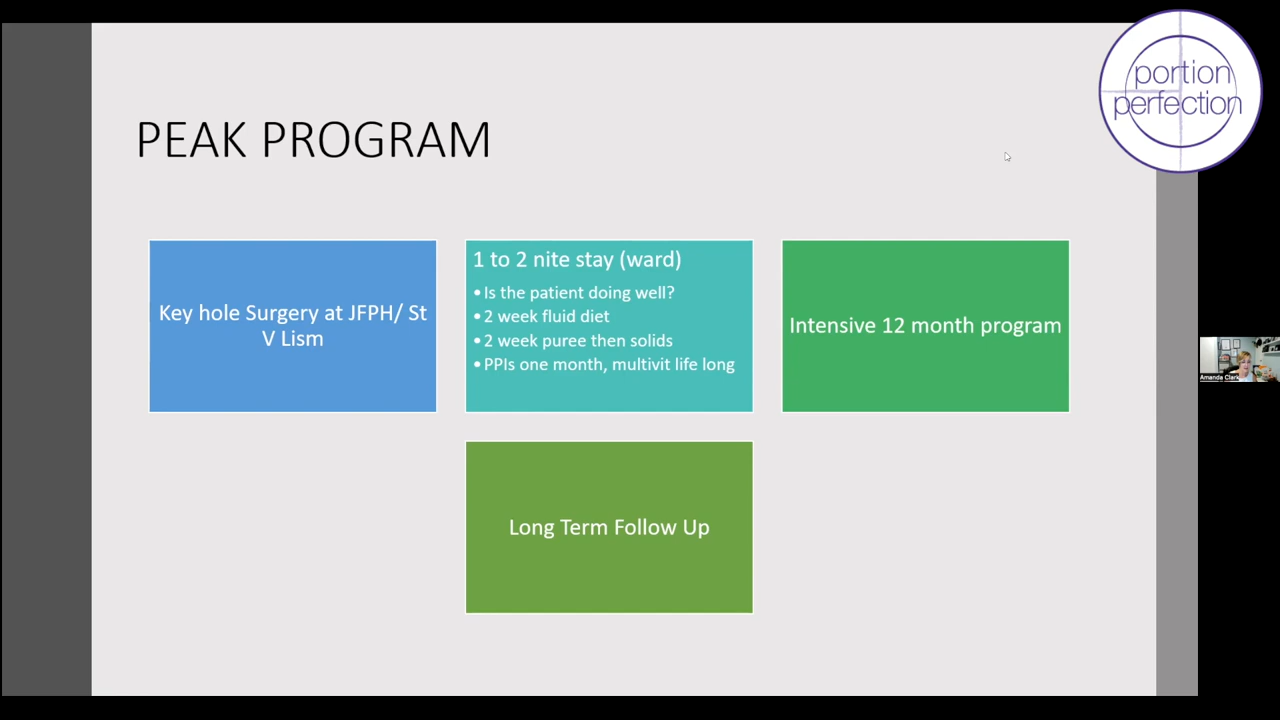 portion
perfection
PEAK PROGRAM
Key hole Surgery at JFPH/ St
V Lism
1 to 2 nite stay (ward)
•Is the patient doing well?
•2 week fluid diet
•2 week puree then solids
•PPIs one month, multivit life long
Intensive 12 month program
Long Term Follow Up
Amanda Clark